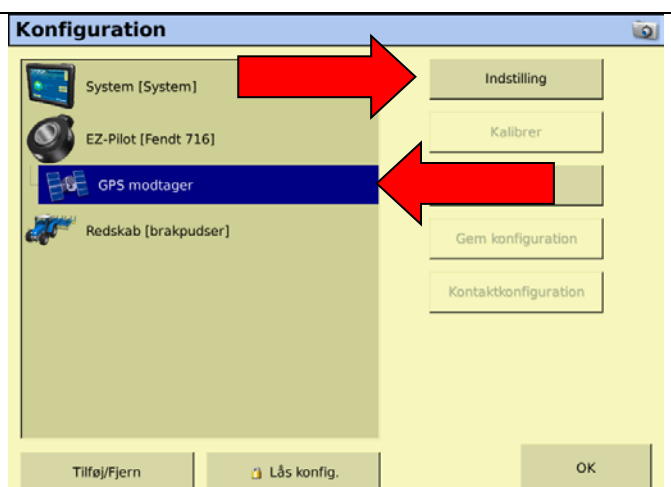 Konfiguration
System [System]
EZ-Pilot [Fendt 716]
GPS modtager
Redskab [brakpudser]
Indstilling
Kalibrer
Gem konfiguration
Kontaktkonfiguration
Tilføj/Fjern
Lås konfig.
OK